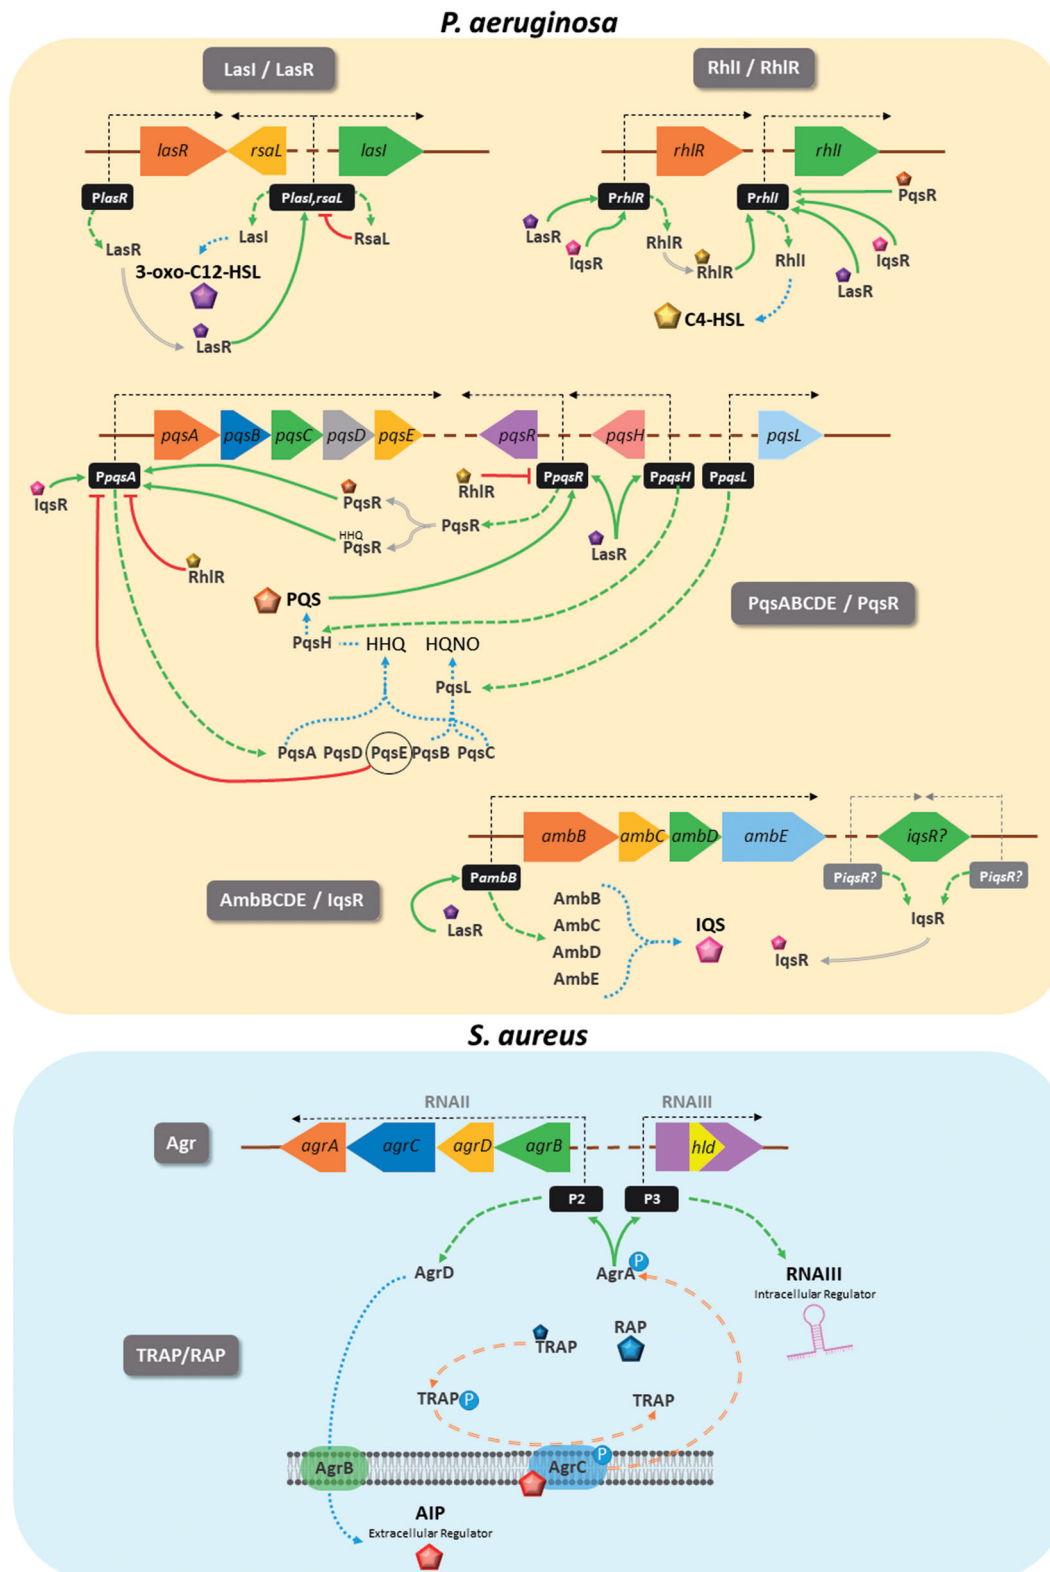 P. aeruginosa
LasI / LasR
RhlI / RhlR
lasR
rsaL
lasI
rhlR
rhlI
PlasR
PlasI,rsaL
PrhlR
PrhlI
PqsR
LasR
LasI
RsaL
LasR
IqsR
RhlR
RhlR
RhlI
IqsR
LasR
3-oxo-C12-HSL
C4-HSL
LasR
pqsA
pqsB
pqsC
pqsD
pqsE
pqsR
pqsH
pqsL
PpqsA
PpqsR
PpqsH
PpqsL
IqsR
PqsR
RhlR
PqsR
HHQ
PqsR
LasR
RhlR
PQS
PqsABCDE / PqsR
PqsH
HHQ
HQNO
PqsL
PqsA
PqsD
PqsE
PqsB
PqsC
ambB
ambC
ambD
ambE
iqsR?
PambB
PiqsR?
PiqsR?
AmbBCDE / IqsR
LasR
AmbB
AmbC
AmbD
AmbE
IQS
IqsR
IqsR
S. aureus
RNAII
RNAIII
Agr
agrA
agrC
agrD
agrB
hld
P2
P3
AgrD
AgrA
P
RNAIII
Intracellular Regulator
TRAP/RAP
TRAP
RAP
TRAP
P
TRAP
AgrB
AgrC
P
AIP
Extracellular Regulator